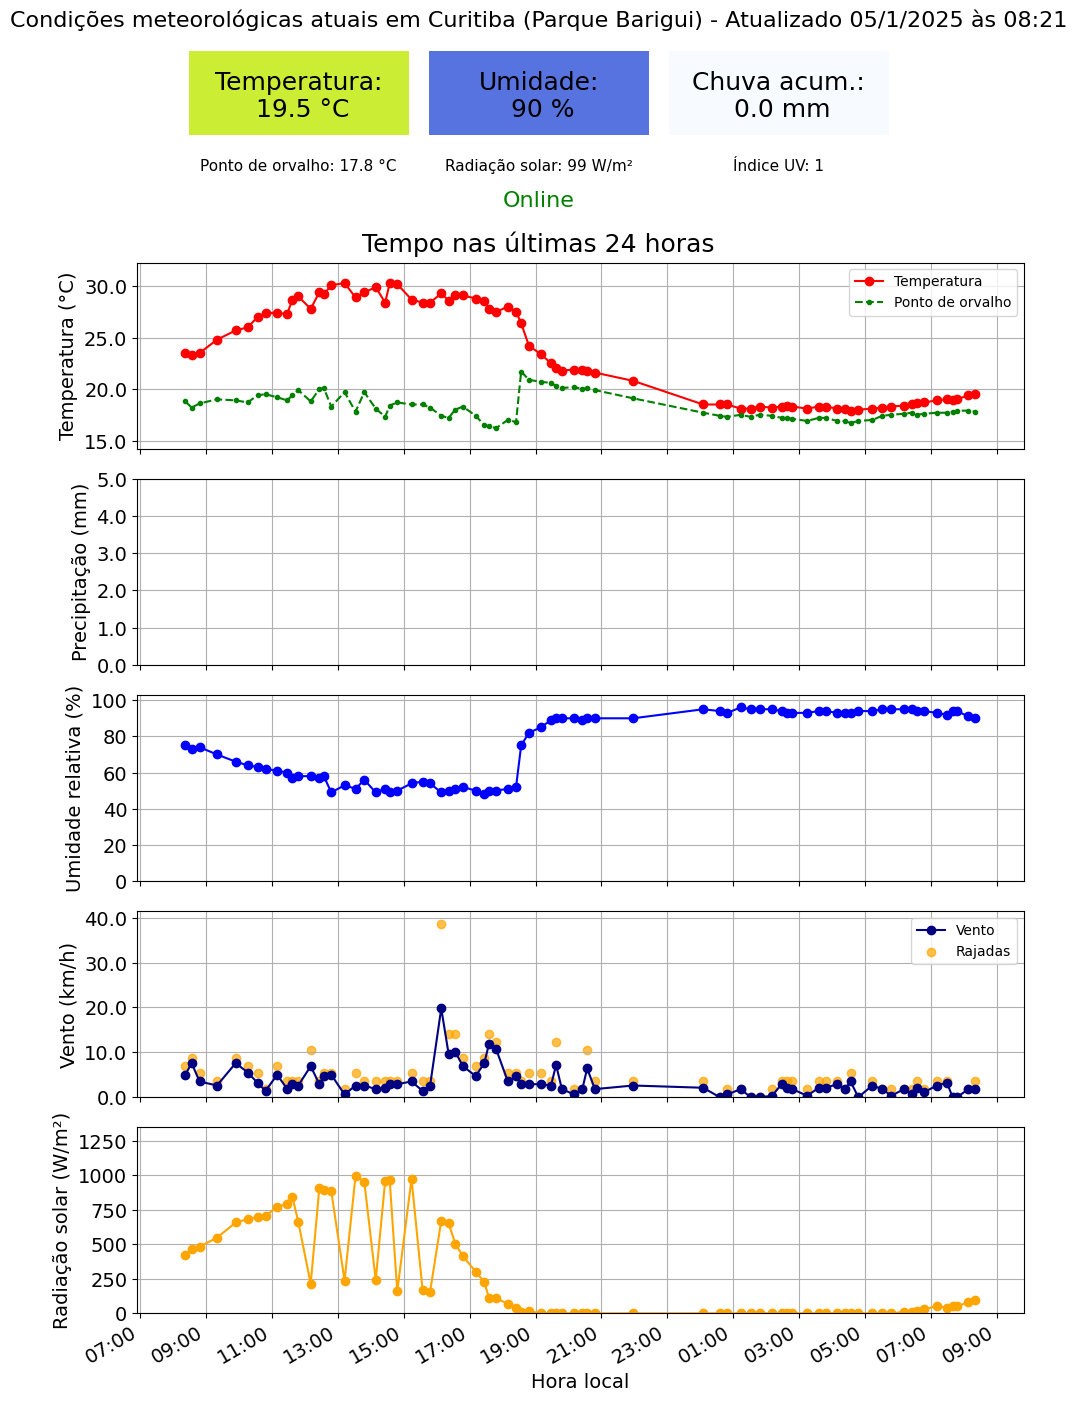 Condições meteorológicas atuais em Curitiba (Parque Barigui) - Atualizado 05/1/2025 às 08:21
Temperatura:
19.5 °C
Umidade:
90 %
Chuva acum.:
0.0 mm
Ponto de orvalho: 17.8 °C
Radiação solar: 99 W/m²
Índice UV: 1
Online
Tempo nas últimas 24 horas
Temperatura (°C)
30.0
25.0
20.0
15.0
Temperatura
Ponto de orvalho
Precipitação (mm)
5.0
4.0
3.0
2.0
1.0
0.0
Umidade relativa (%)
100
80
60
40
20
0
Vento (km/h)
40.0
30.0
20.0
10.0
0.0
Vento
Rajadas
Radiação solar (W/m²)
1250
1000
750
500
250
0
07:00
09:00
11:00
13:00
15:00
17:00
19:00
21:00
23:00
01:00
03:00
05:00
07:00
09:00
Hora local